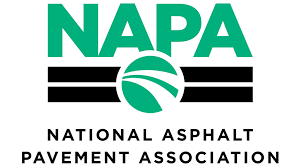 NAPA
NATIONAL ASPHALT
PAVEMENT ASSOCIATION